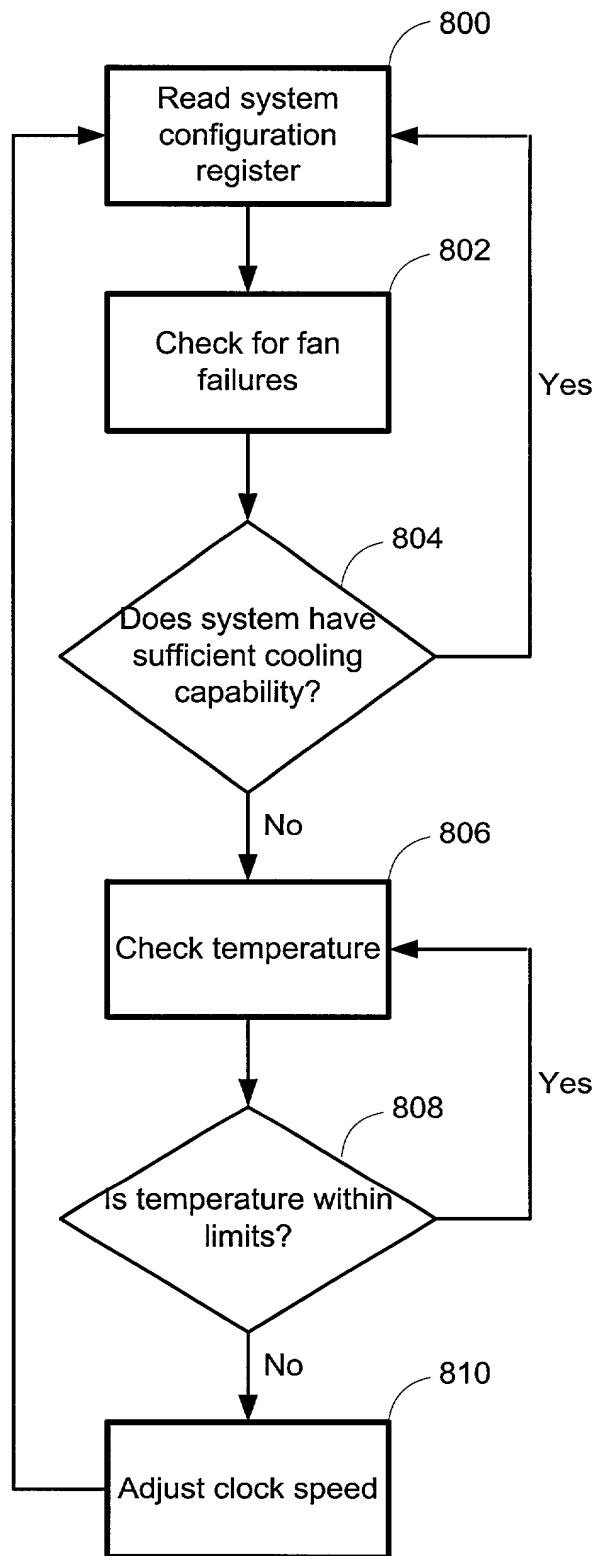 800
Read system
configuration
register
802
Check for fan
failures
Yes
804
Does system have
sufficient cooling
capability?
No
806
Check temperature
Yes
808
Is temperature within
limits?
No
810
Adjust clock speed